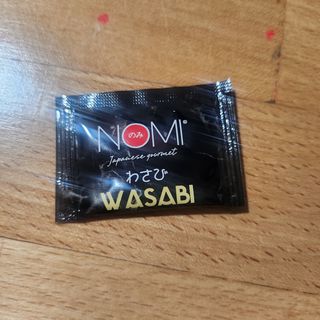 NOMI®
のみ
Japanese gourmet
わさび
WASABI